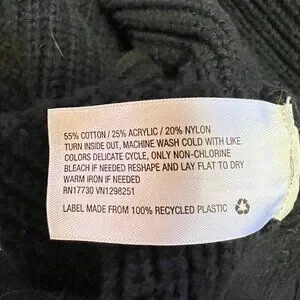 55% COTTON / 25% ACRYLIC / 20% NYLON
TURN INSIDE OUT, MACHINE WASH COLD WITH LIKE
COLORS DELICATE CYCLE, ONLY NON-CHLORINE
BLEACH IF NEEDED RESHAPE AND LAY FLAT TO DRY
WARM IRON IF NEEDED
RN17730 VN1298251
LABEL MADE FROM 100% RECYCLED PLASTIC